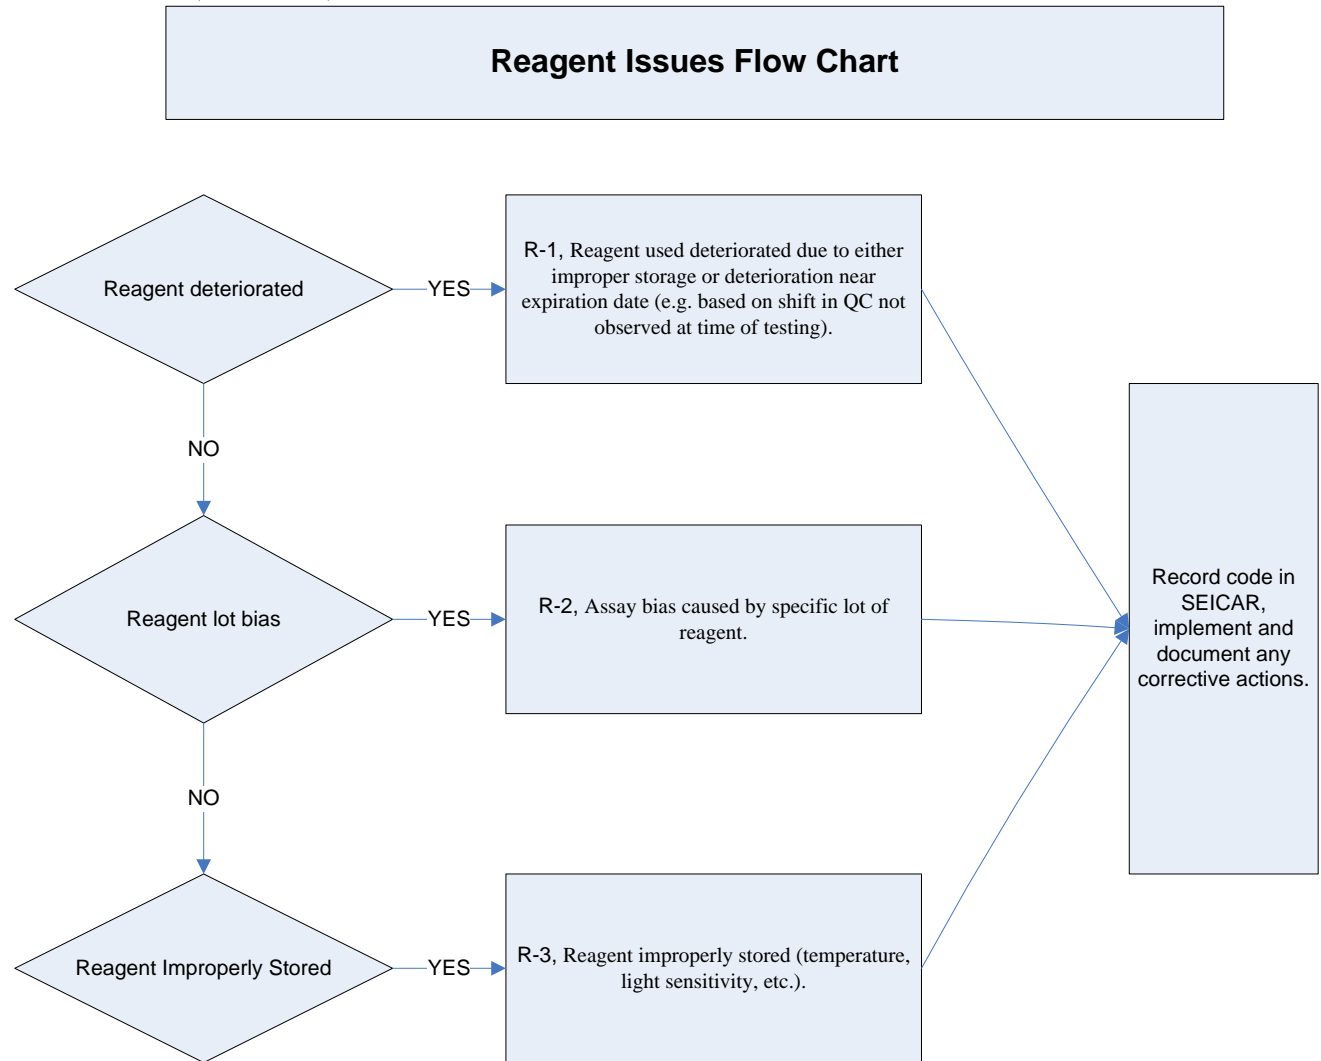 Reagent Issues Flow Chart
Reagent deteriorated
YES
R-1, Reagent used deteriorated due to either
improper storage or deterioration near
expiration date (e.g. based on shift in QC not
observed at time of testing).
NO
Reagent lot bias
YES
R-2, Assay bias caused by specific lot of
reagent.
Record code in
SEICAR,
implement and
document any
corrective actions.
NO
Reagent Improperly Stored
YES
R-3, Reagent improperly stored (temperature,
light sensitivity, etc.).